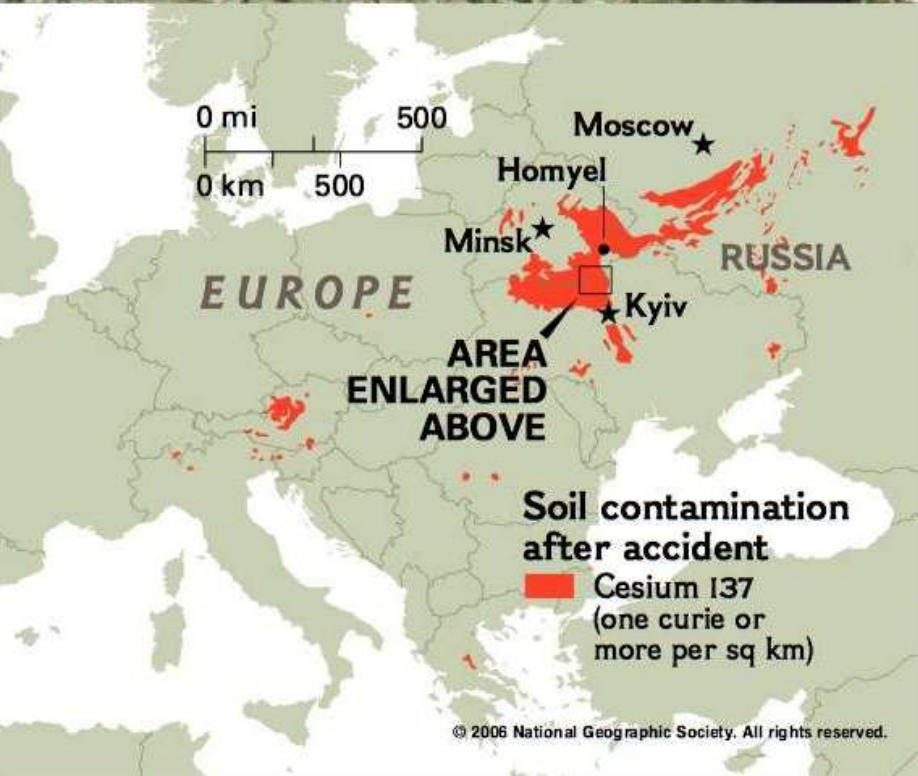 0 mi 500
0 km 500
Moscow
Homyel
Minsk
RUSSIA
EUROPE
Kyiv
AREA
ENLARGED
ABOVE
Soil contamination
after accident
Cesium 137
(one curie or
more per sq km)
© 2006 National Geographic Society. All rights reserved.